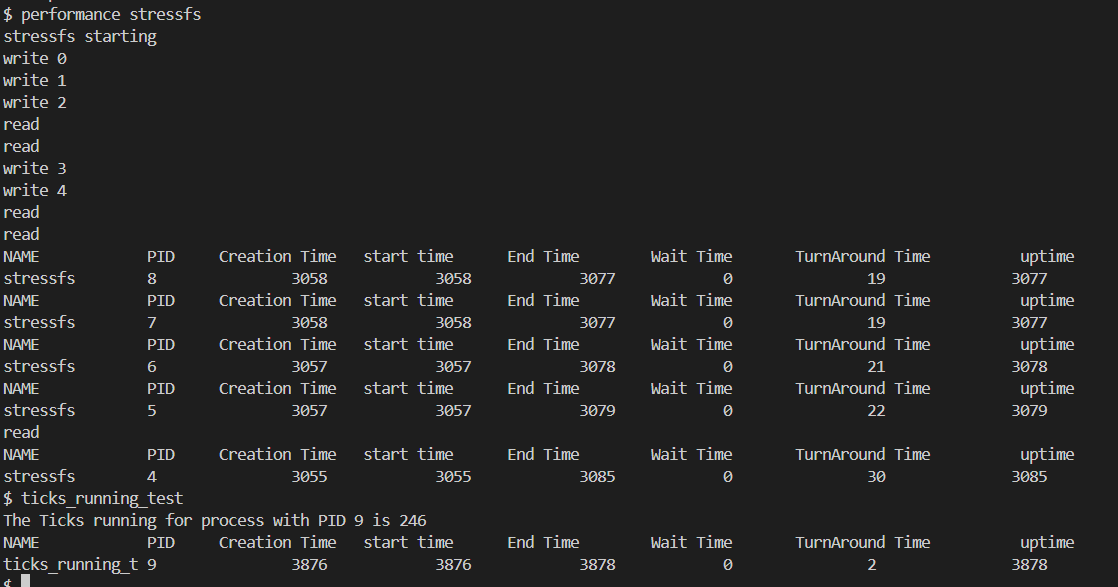 $ performance stressfs
stressfs starting
write 0
write 1
write 2
read
read
write 3
write 4
read
read
NAME PID Creation Time start time End Time Wait Time TurnAround Time uptime
stressfs 8 3058 3058 3077 0 19 3077
NAME PID Creation Time start time End Time Wait Time TurnAround Time uptime
stressfs 7 3058 3058 3077 0 19 3077
NAME PID Creation Time start time End Time Wait Time TurnAround Time uptime
stressfs 6 3057 3057 3078 0 21 3078
NAME PID Creation Time start time End Time Wait Time TurnAround Time uptime
stressfs 5 3057 3057 3079 0 22 3079
read
NAME PID Creation Time start time End Time Wait Time TurnAround Time uptime
stressfs 4 3055 3055 3085 0 30 3085
$ ticks_running_test
The Ticks running for process with PID 9 is 246
NAME PID Creation Time start time End Time Wait Time TurnAround Time uptime
ticks_running_t 9 3876 3876 3878 0 2 3878
$